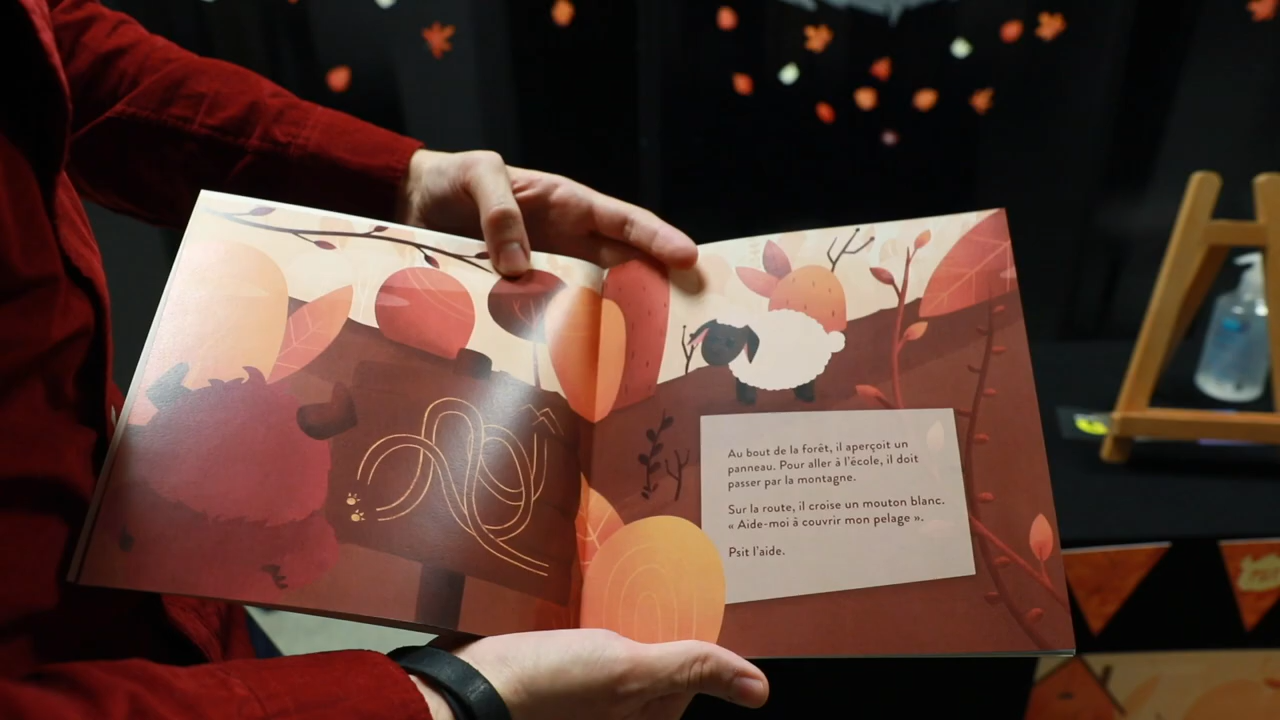 Au bout de la forêt, il aperçoit un
panneau. Pour aller à l'école, il doit
passer par la montagne.
Sur la route, il croise un mouton blanc.
« Aide-moi à couvrir mon pelage ».
Psit l'aide.